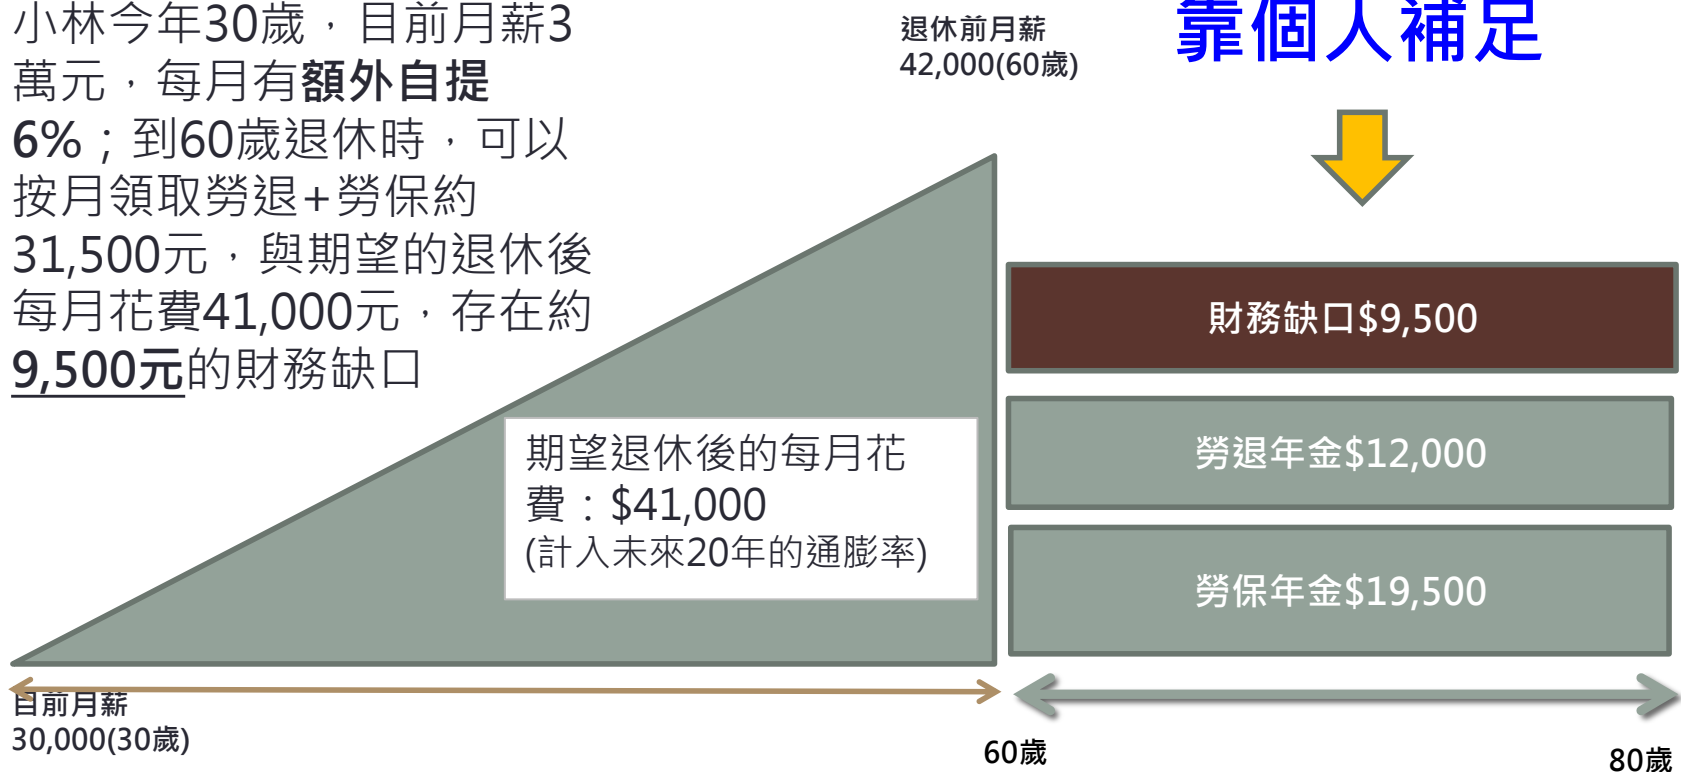 小林今年30歲，目前月薪3
萬元，每月有額外自提
6%；到60歲退休時，可以
按月領取勞退+勞保約
31,500元，與期望的退休後
每月花費41,000元，存在約
9,500元的財務缺口
退休前月薪
42,000(60歲)
靠個人補足
財務缺口$9,500
勞退年金$12,000
勞保年金$19,500
期望退休後的每月花
費：$41,000
(計入未來20年的通膨率)
目前月薪
30,000(30歲)
60歲
80歲